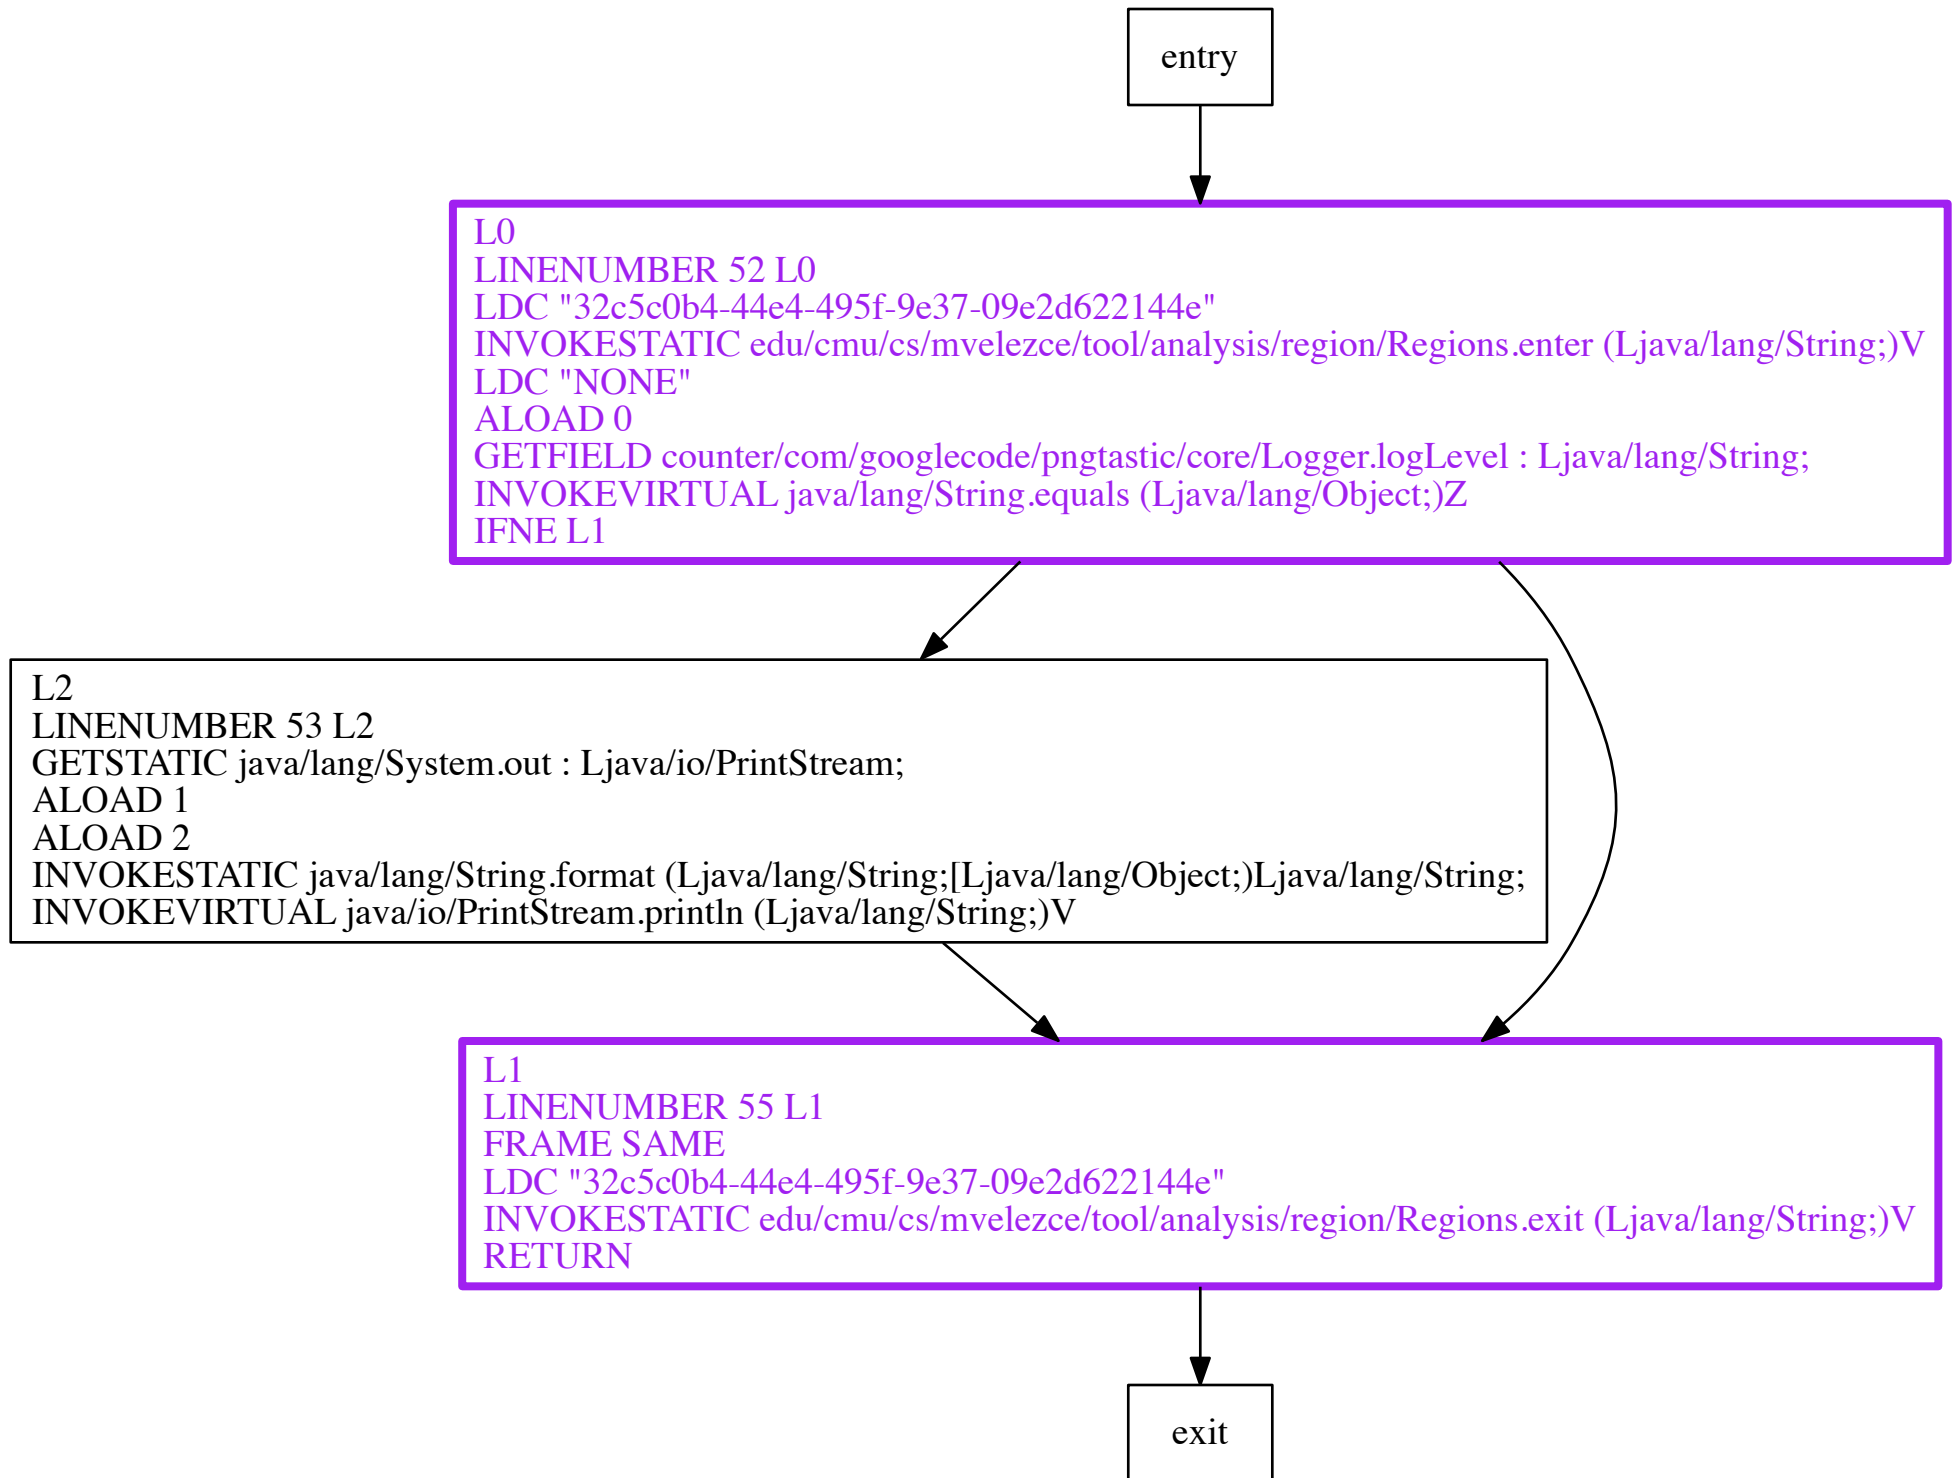 entry
L0
LINENUMBER 52 L0
LDC "32c5c0b4-44e4-495f-9e37-09e2d622144e"
INVOKESTATIC edu/cmu/cs/mvelezce/tool/analysis/region/Regions.enter (Ljava/lang/String;)V
LDC "NONE"
ALOAD 0
GETFIELD counter/com/googlecode/pngtastic/core/Logger.logLevel : Ljava/lang/String;
INVOKEVIRTUAL java/lang/String.equals (Ljava/lang/Object;)Z
IFNE L1
L2
LINENUMBER 53 L2
GETSTATIC java/lang/System.out : Ljava/io/PrintStream;
ALOAD 1
ALOAD 2
INVOKESTATIC java/lang/String.format (Ljava/lang/String;[Ljava/lang/Object;)Ljava/lang/String;
INVOKEVIRTUAL java/io/PrintStream.println (Ljava/lang/String;)V
L1
LINENUMBER 55 L1
FRAME SAME
LDC "32c5c0b4-44e4-495f-9e37-09e2d622144e"
INVOKESTATIC edu/cmu/cs/mvelezce/tool/analysis/region/Regions.exit (Ljava/lang/String;)V
RETURN
exit